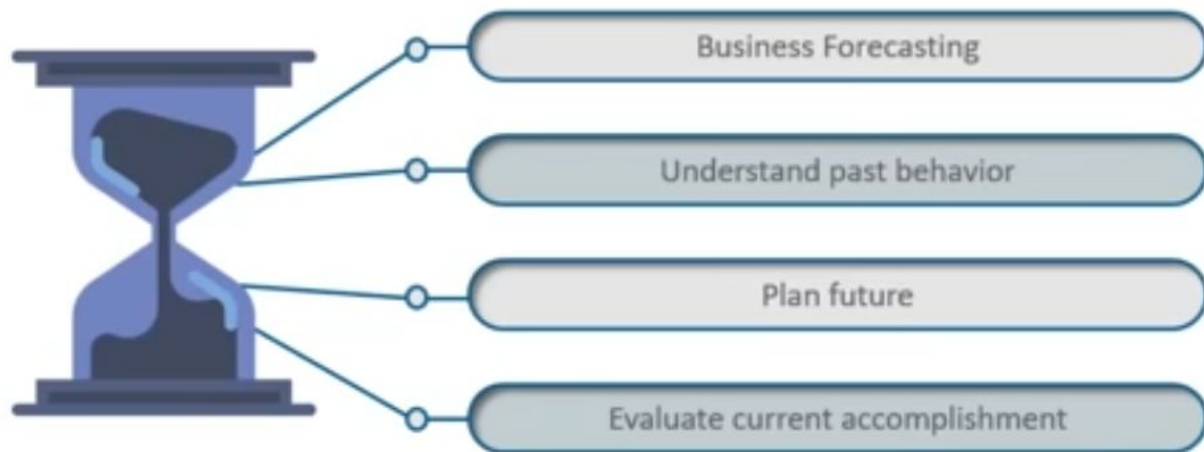 Business Forecasting
Understand past behavior
Plan future
Evaluate current accomplishment